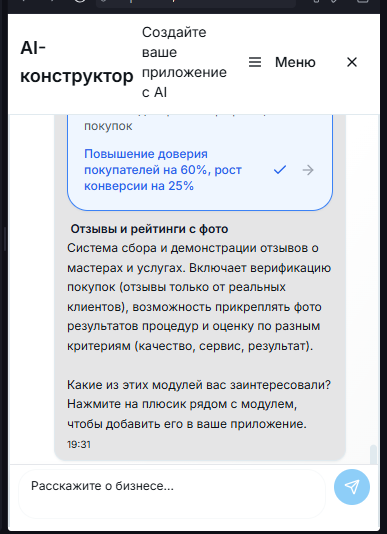 AI-
конструктор
Создайте
ваше
приложение
с AI
Меню
покупок
Повышение доверия
покупателей на 60%, рост
конверсии на 25%
Отзывы и рейтинги с фото
Система сбора и демонстрации отзывов о
мастерах и услугах. Включает верификацию
покупок (отзывы только от реальных
клиентов), возможность прикреплять фото
результатов процедур и оценку по разным
критериям (качество, сервис, результат).
Какие из этих модулей вас заинтересовали?
Нажмите на плюсик рядом с модулем,
чтобы добавить его в ваше приложение.
19:31
Расскажите о бизнесе...